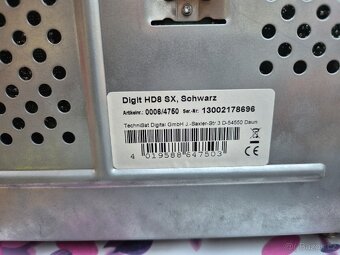 Digit HD8 SX, Schwarz
Artikelnr.: 0006/4750 Ser.-Nr.: 13002178696
TechniSat Digital GmbH J.-Saxler-Str.3 D-54550 Daun
4 019588 647503
CE